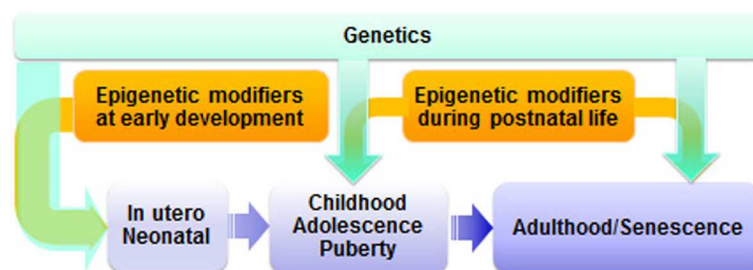 Genetics
Epigenetic modifiers
at early development
Epigenetic modifiers
during postnatal life
In utero
Neonatal
Childhood
Adolescence
Puberty
Adulthood/Senescence